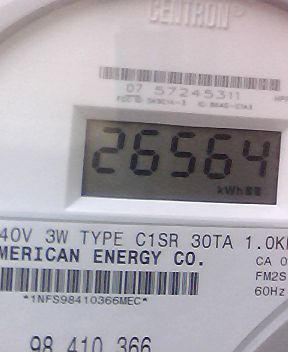 CENTRON®
07 57245311
26564
kWh
40V 3W TYPE C1SR 30TA 1.0K
MERICAN ENERGY CO.
CA 0
FM2S
60Hz
*1NFS98410366MEC*
98 410 366